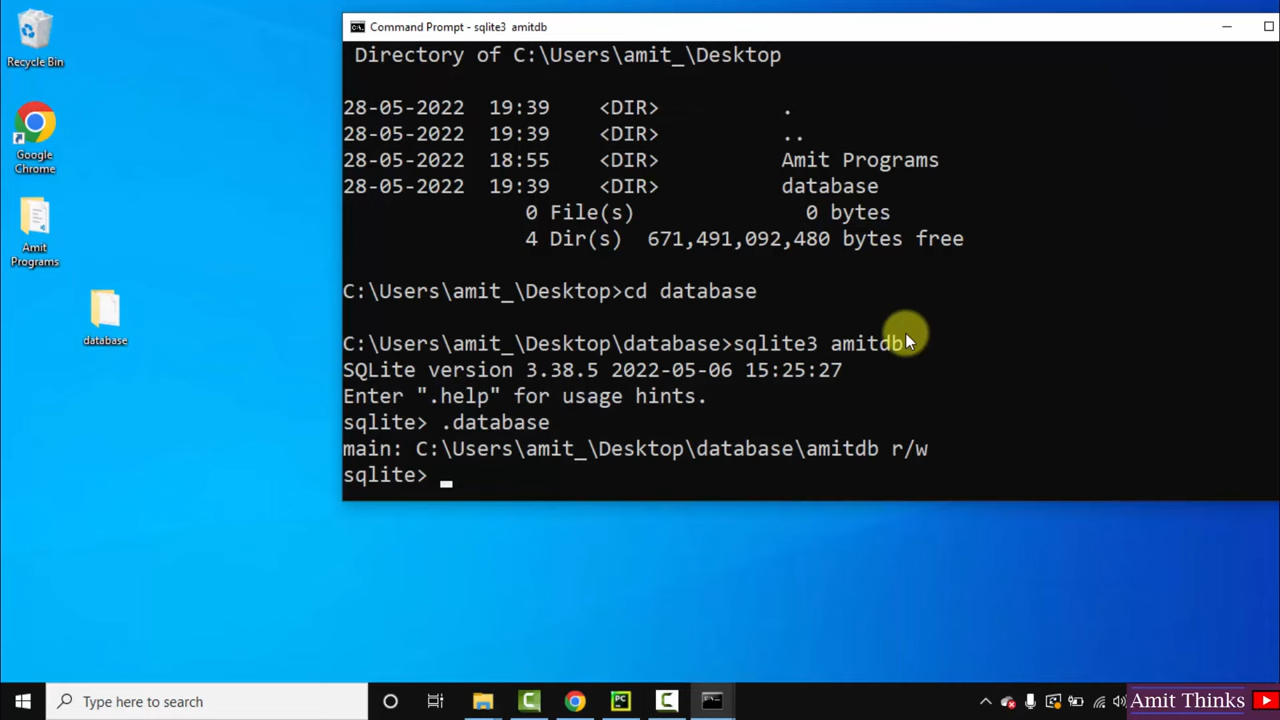 Recycle Bin
Google
Chrome
Amit
Programs
database
Command Prompt - sqlite3  amitdb
Directory of C:\Users\amit_\Desktop
28-05-2022  19:39    <DIR>          .
28-05-2022  19:39    <DIR>          ..
28-05-2022  18:55    <DIR>          Amit Programs
28-05-2022  19:39    <DIR>          database
0 File(s)              0 bytes
4 Dir(s)  671,491,092,480 bytes free
C:\Users\amit_\Desktop>cd database
C:\Users\amit_\Desktop\database>sqlite3 amitdb
SQLite version 3.38.5 2022-05-06 15:25:27
Enter ".help" for usage hints.
sqlite> .database
main: C:\Users\amit_\Desktop\database\amitdb r/w
sqlite>
Type here to search
PC
Amit Thinks